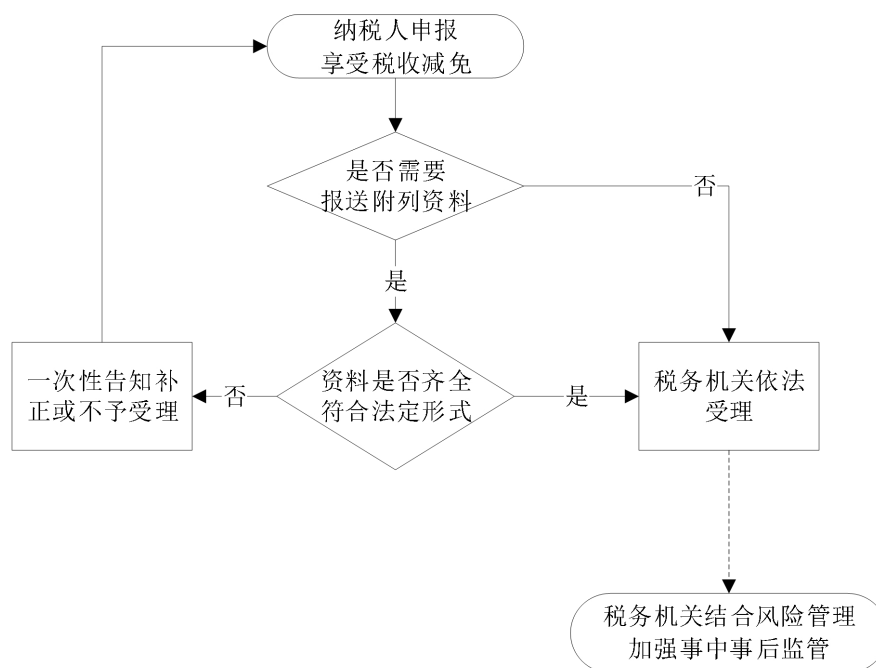 纳税人申报
享受税收减免
是否需要
报送附列资料
否
是
资料是否齐全
符合法定形式
否
是
一次性告知补
正或不予受理
税务机关依法
受理
税务机关结合风险管理
加强事中事后监管